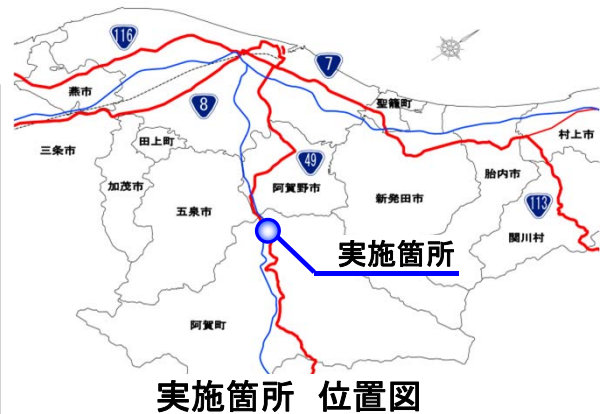 116
7
燕市
8
聖籠町
田上町
三条市
村上市
49
加茂市
阿賀野市
胎内市
五泉市
新発田市
113
関川村
実施箇所
阿賀町
実施箇所 位置図